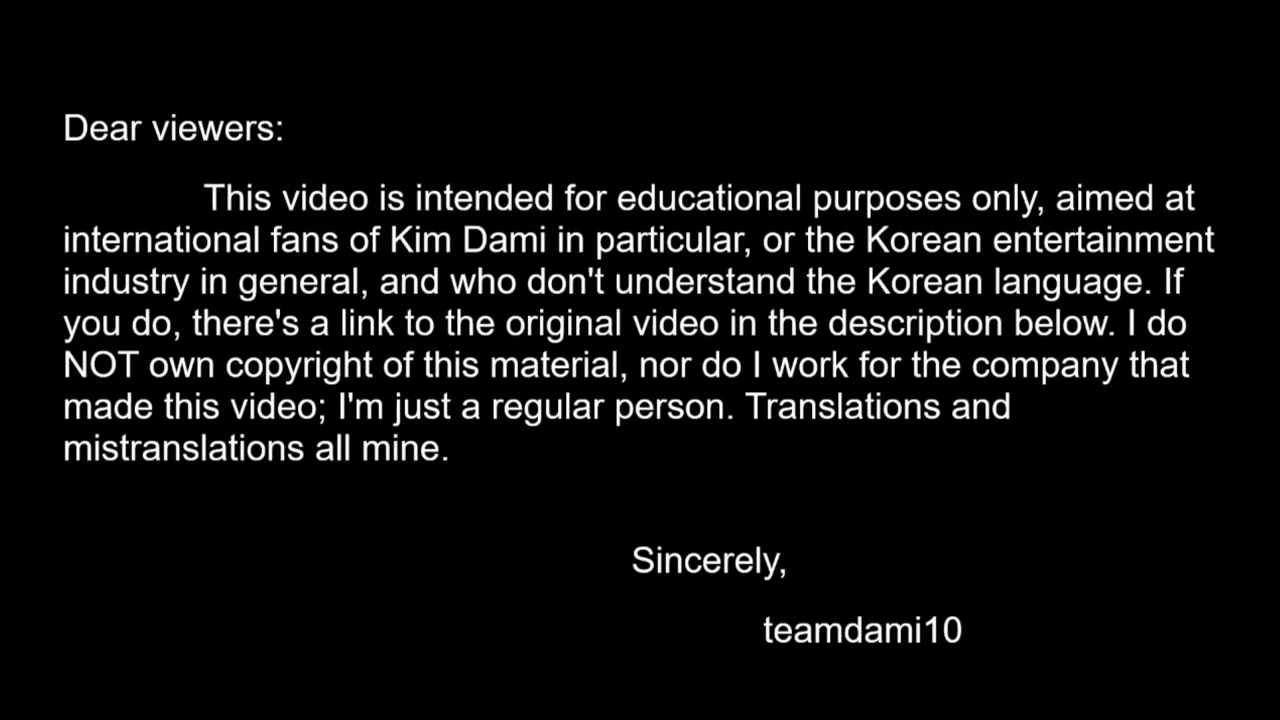 Dear viewers:
This video is intended for educational purposes only, aimed at
international fans of Kim Dami in particular, or the Korean entertainment
industry in general, and who don't understand the Korean language. If
you do, there's a link to the original video in the description below. I do
NOT own copyright of this material, nor do I work for the company that
made this video; I'm just a regular person. Translations and
mistranslations all mine.
Sincerely,
teamdami10